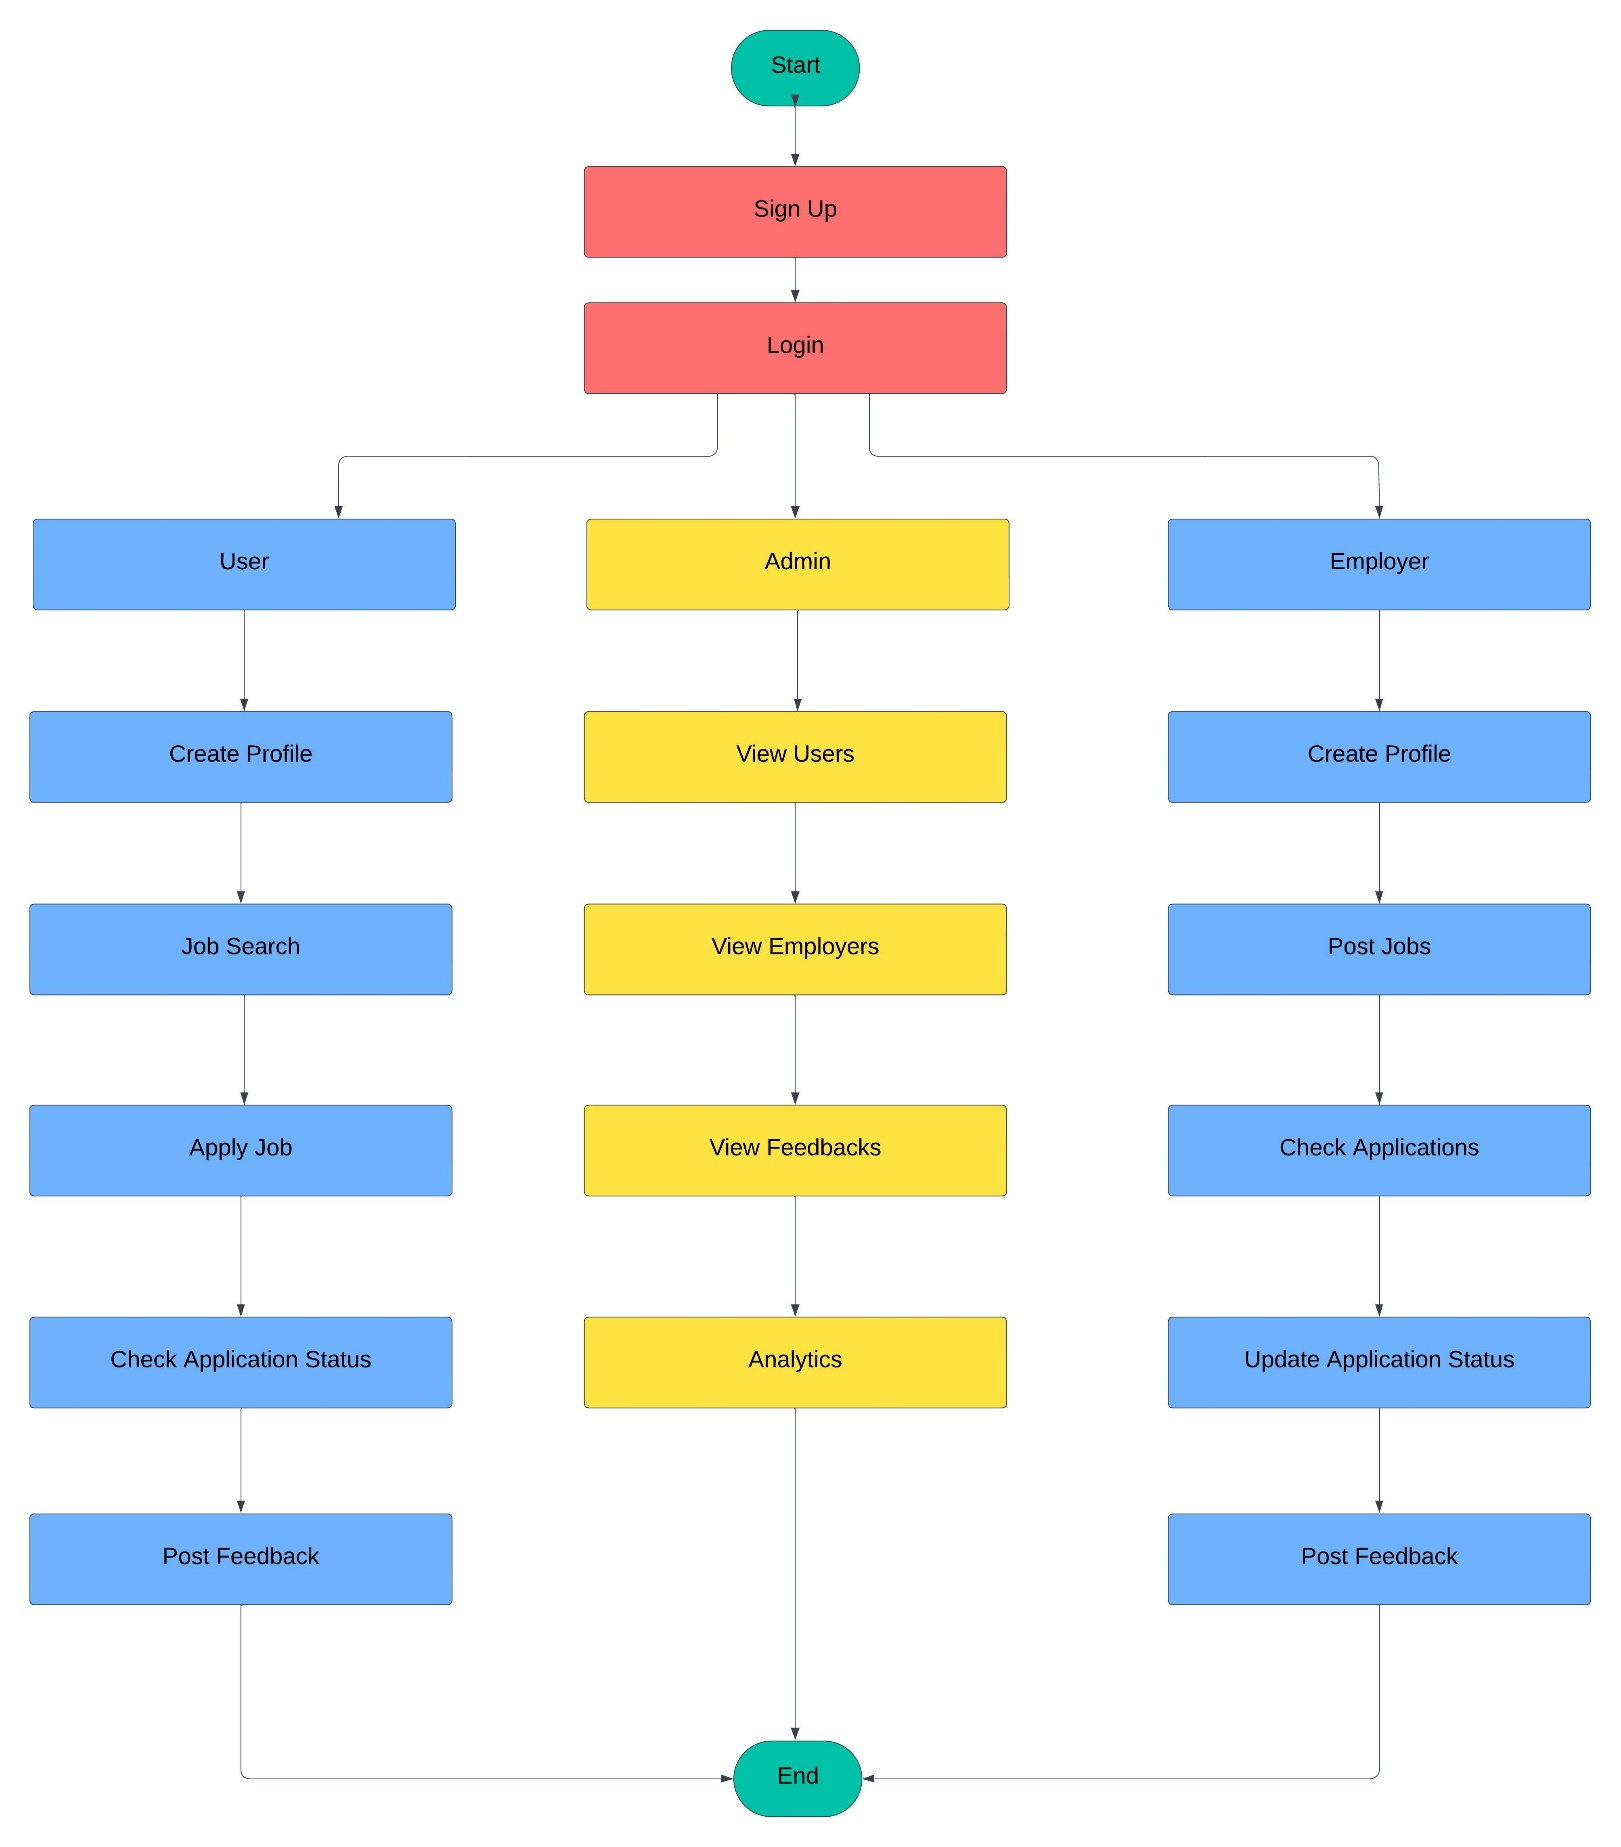 Start
Sign Up
Login
User
Admin
Employer
Create Profile
View Users
Create Profile
Job Search
View Employers
Post Jobs
Apply Job
View Feedbacks
Check Applications
Check Application Status
Analytics
Update Application Status
Post Feedback
Post Feedback
End